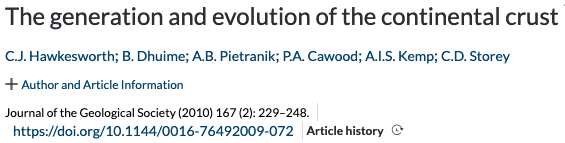 The generation and evolution of the continental crust
C.J. Hawkesworth; B. Dhuime; A.B. Pietranik; P.A. Cawood; A.I.S. Kemp; C.D. Storey
+ Author and Article Information
Journal of the Geological Society (2010) 167 (2): 229–248.
https://doi.org/10.1144/0016-76492009-072 Article history